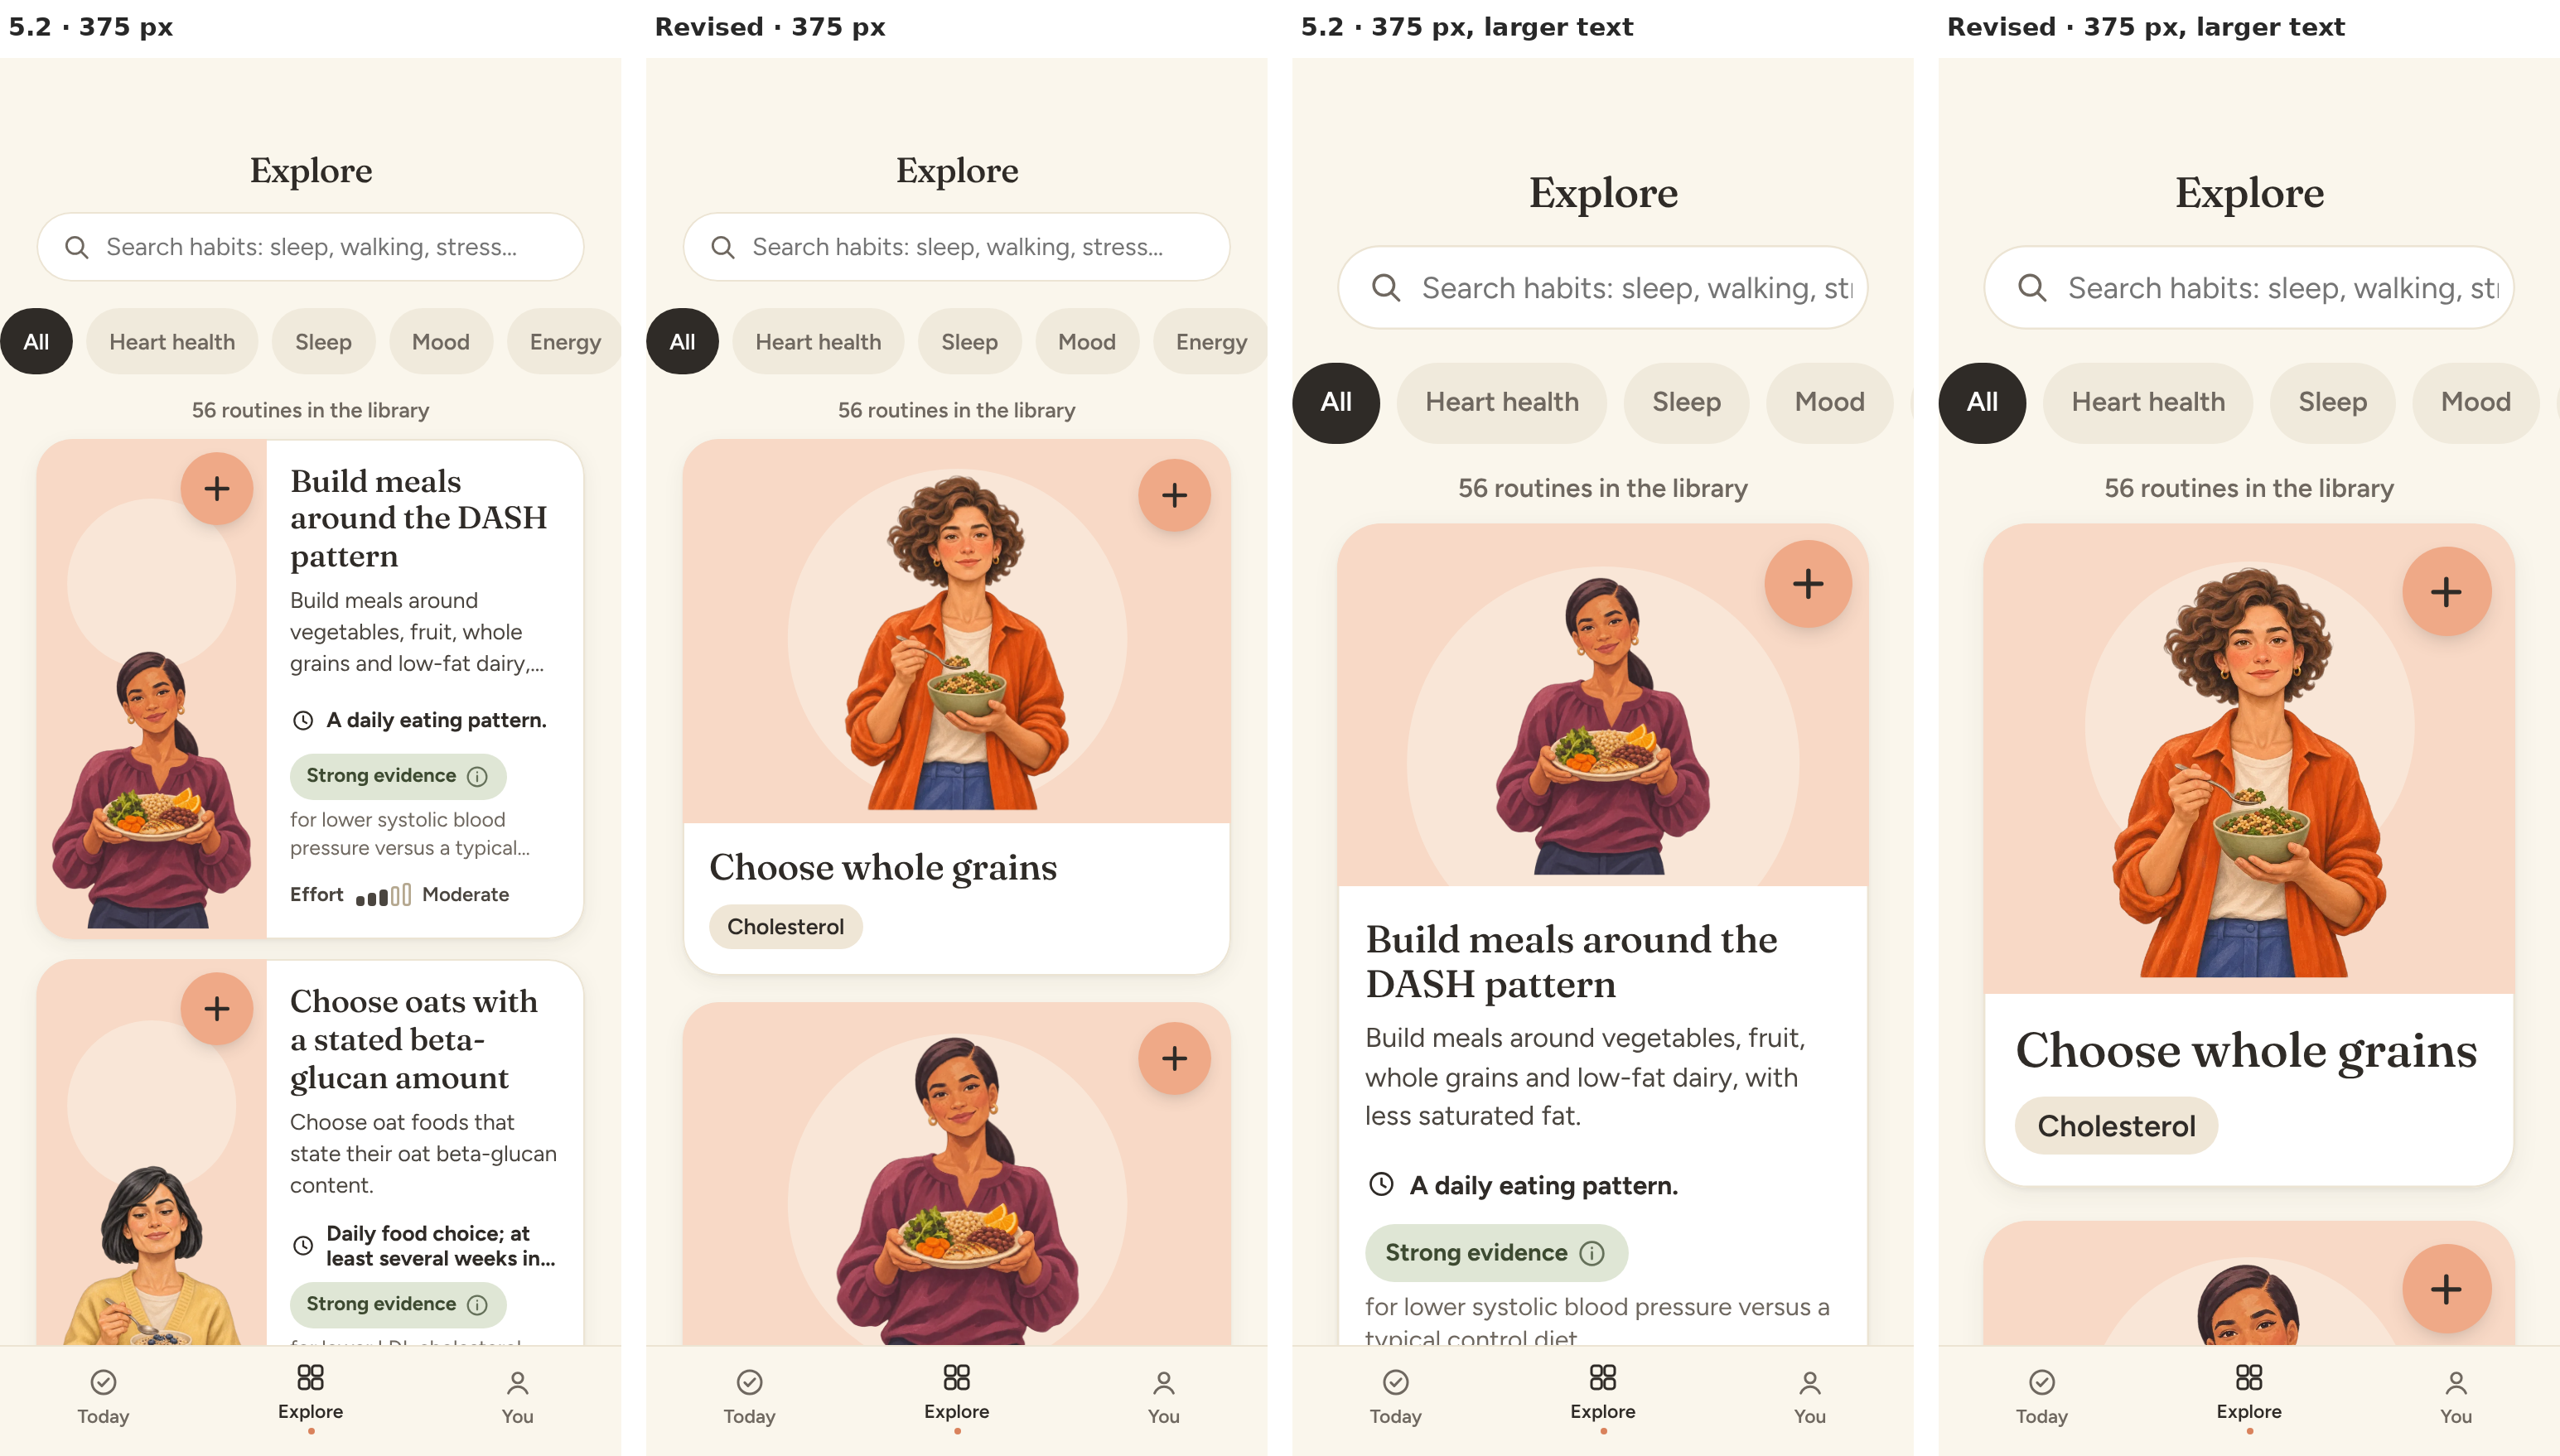 5.2 · 375 px
Explore
Search habits: sleep, walking, stress...
All
Heart health
Sleep
Mood
Energy
56 routines in the library
Build meals
around the DASH
pattern
Build meals around
vegetables, fruit, whole
grains and low-fat dairy,...
A daily eating pattern.
Strong evidence
for lower systolic blood
pressure versus a typical...
Effort
Moderate
Choose oats with
a stated beta-
glucan amount
Choose oat foods that
state their oat beta-glucan
content.
Daily food choice; at
least several weeks in...
Strong evidence
Today
Explore
You
Revised · 375 px
Explore
Search habits: sleep, walking, stress...
All
Heart health
Sleep
Mood
Energy
56 routines in the library
Choose whole grains
Cholesterol
Today
Explore
You
5.2 · 375 px, larger text
Explore
Search habits: sleep, walking, st
All
Heart health
Sleep
Mood
56 routines in the library
Build meals around the
DASH pattern
Build meals around vegetables, fruit,
whole grains and low-fat dairy, with
less saturated fat.
A daily eating pattern.
Strong evidence
for lower systolic blood pressure versus a
typical control diet
Today
Explore
You
Revised · 375 px, larger text
Explore
Search habits: sleep, walking, st
All
Heart health
Sleep
Mood
56 routines in the library
Choose whole grains
Cholesterol
Today
Explore
You